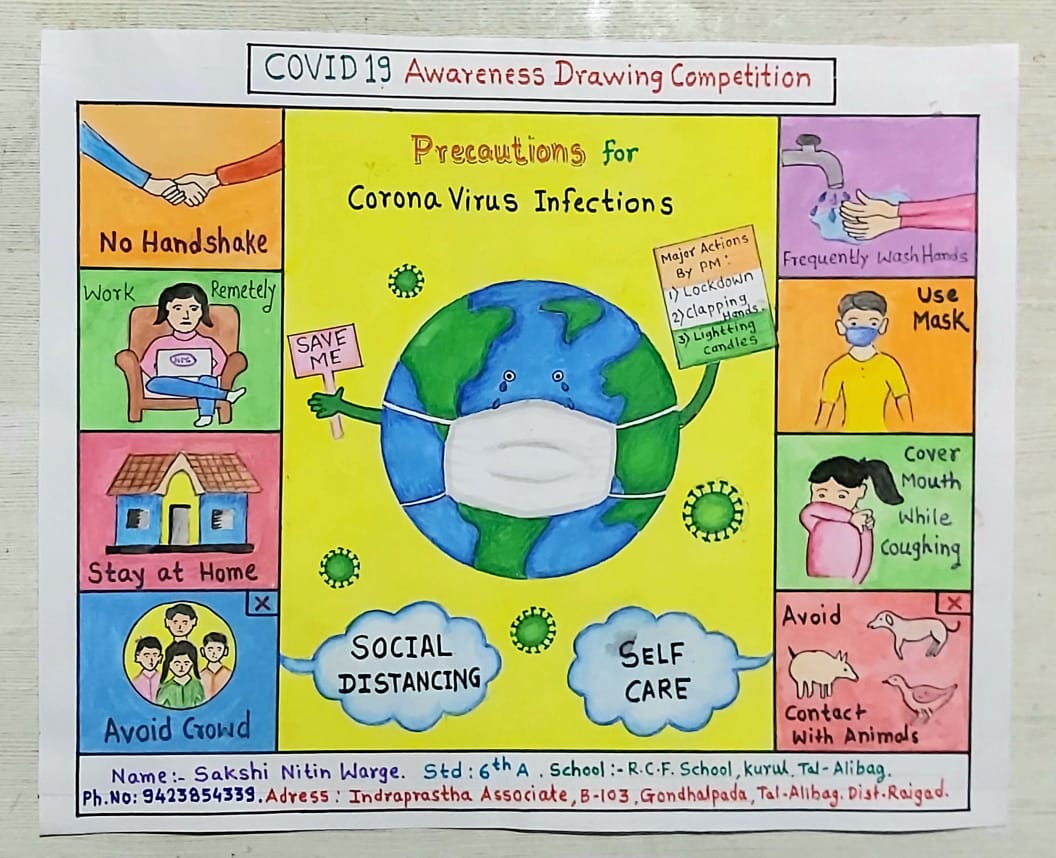 COVID 19 Awareness Drawing Competition
Precautions for
Corona Virus Infections
No Handshake
Work Remetely
Stay at Home
X
Avoid Crowd
SAVE
ME
Major Actions
By PM:
1) Lockdown
2) Clapping
Hands.
3) Lightting
candles
SOCIAL
DISTANCING
SELF
CARE
Frequently Wash Hands
Use
Mask
Cover
Mouth
While
Coughing
X
Avoid
Contact
With Animals
Name:- Sakshi Nitin Warge. Std : 6th A . School :- R.C.F. School, Kurul, Tal- Alibag.
Ph.No: 9423854339. Adress : Indraprastha Associate, B-103, Gondhalpada, Tal-Alibag. Dist-Raigad.